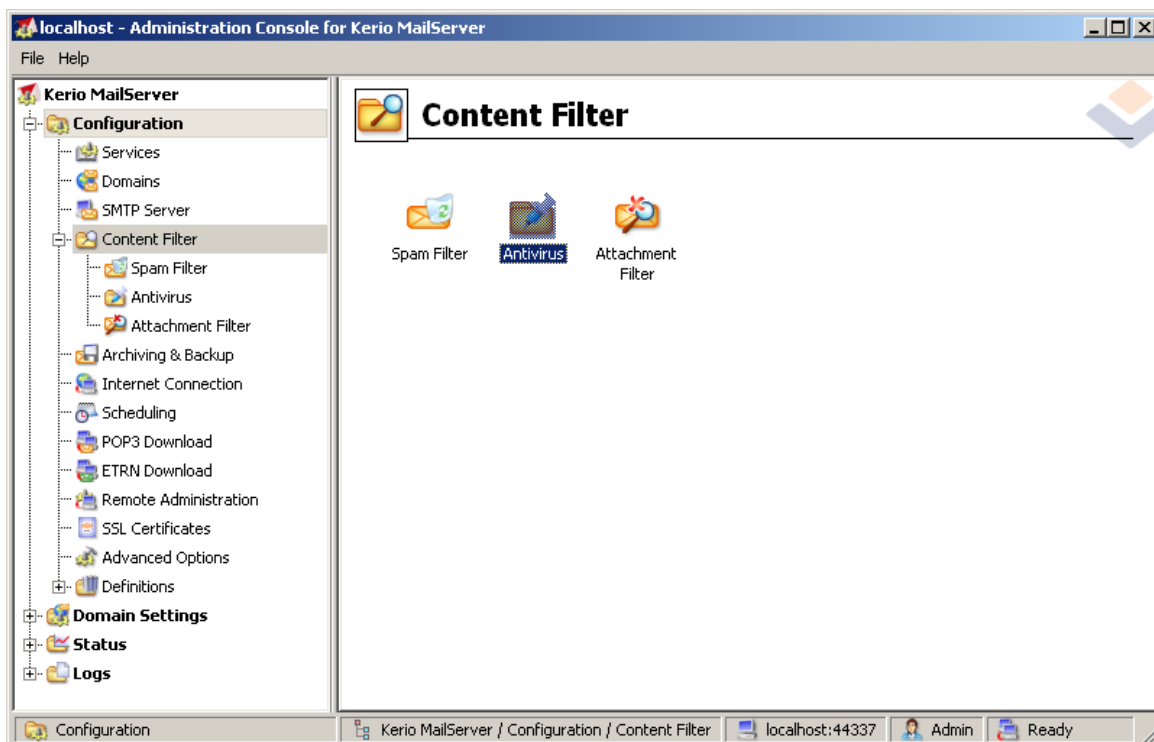 localhost - Administration Console for Kerio MailServer
File Help
Kerio MailServer
Configuration
Services
Domains
SMTP Server
Content Filter
Spam Filter
Antivirus
Attachment Filter
Archiving & Backup
Internet Connection
Scheduling
POP3 Download
ETRN Download
Remote Administration
SSL Certificates
Advanced Options
Definitions
Domain Settings
Status
Logs
Content Filter
Spam Filter
Antivirus
Attachment
Filter
Configuration
Kerio MailServer / Configuration / Content Filter
localhost:44337
Admin
Ready